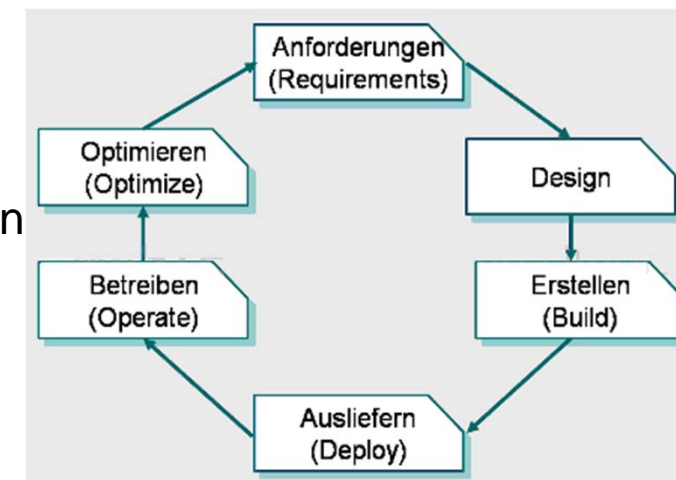 Anforderungen
(Requirements)
Design
Erstellen
(Build)
Ausliefern
(Deploy)
Betreiben
(Operate)
Optimieren
(Optimize)
n